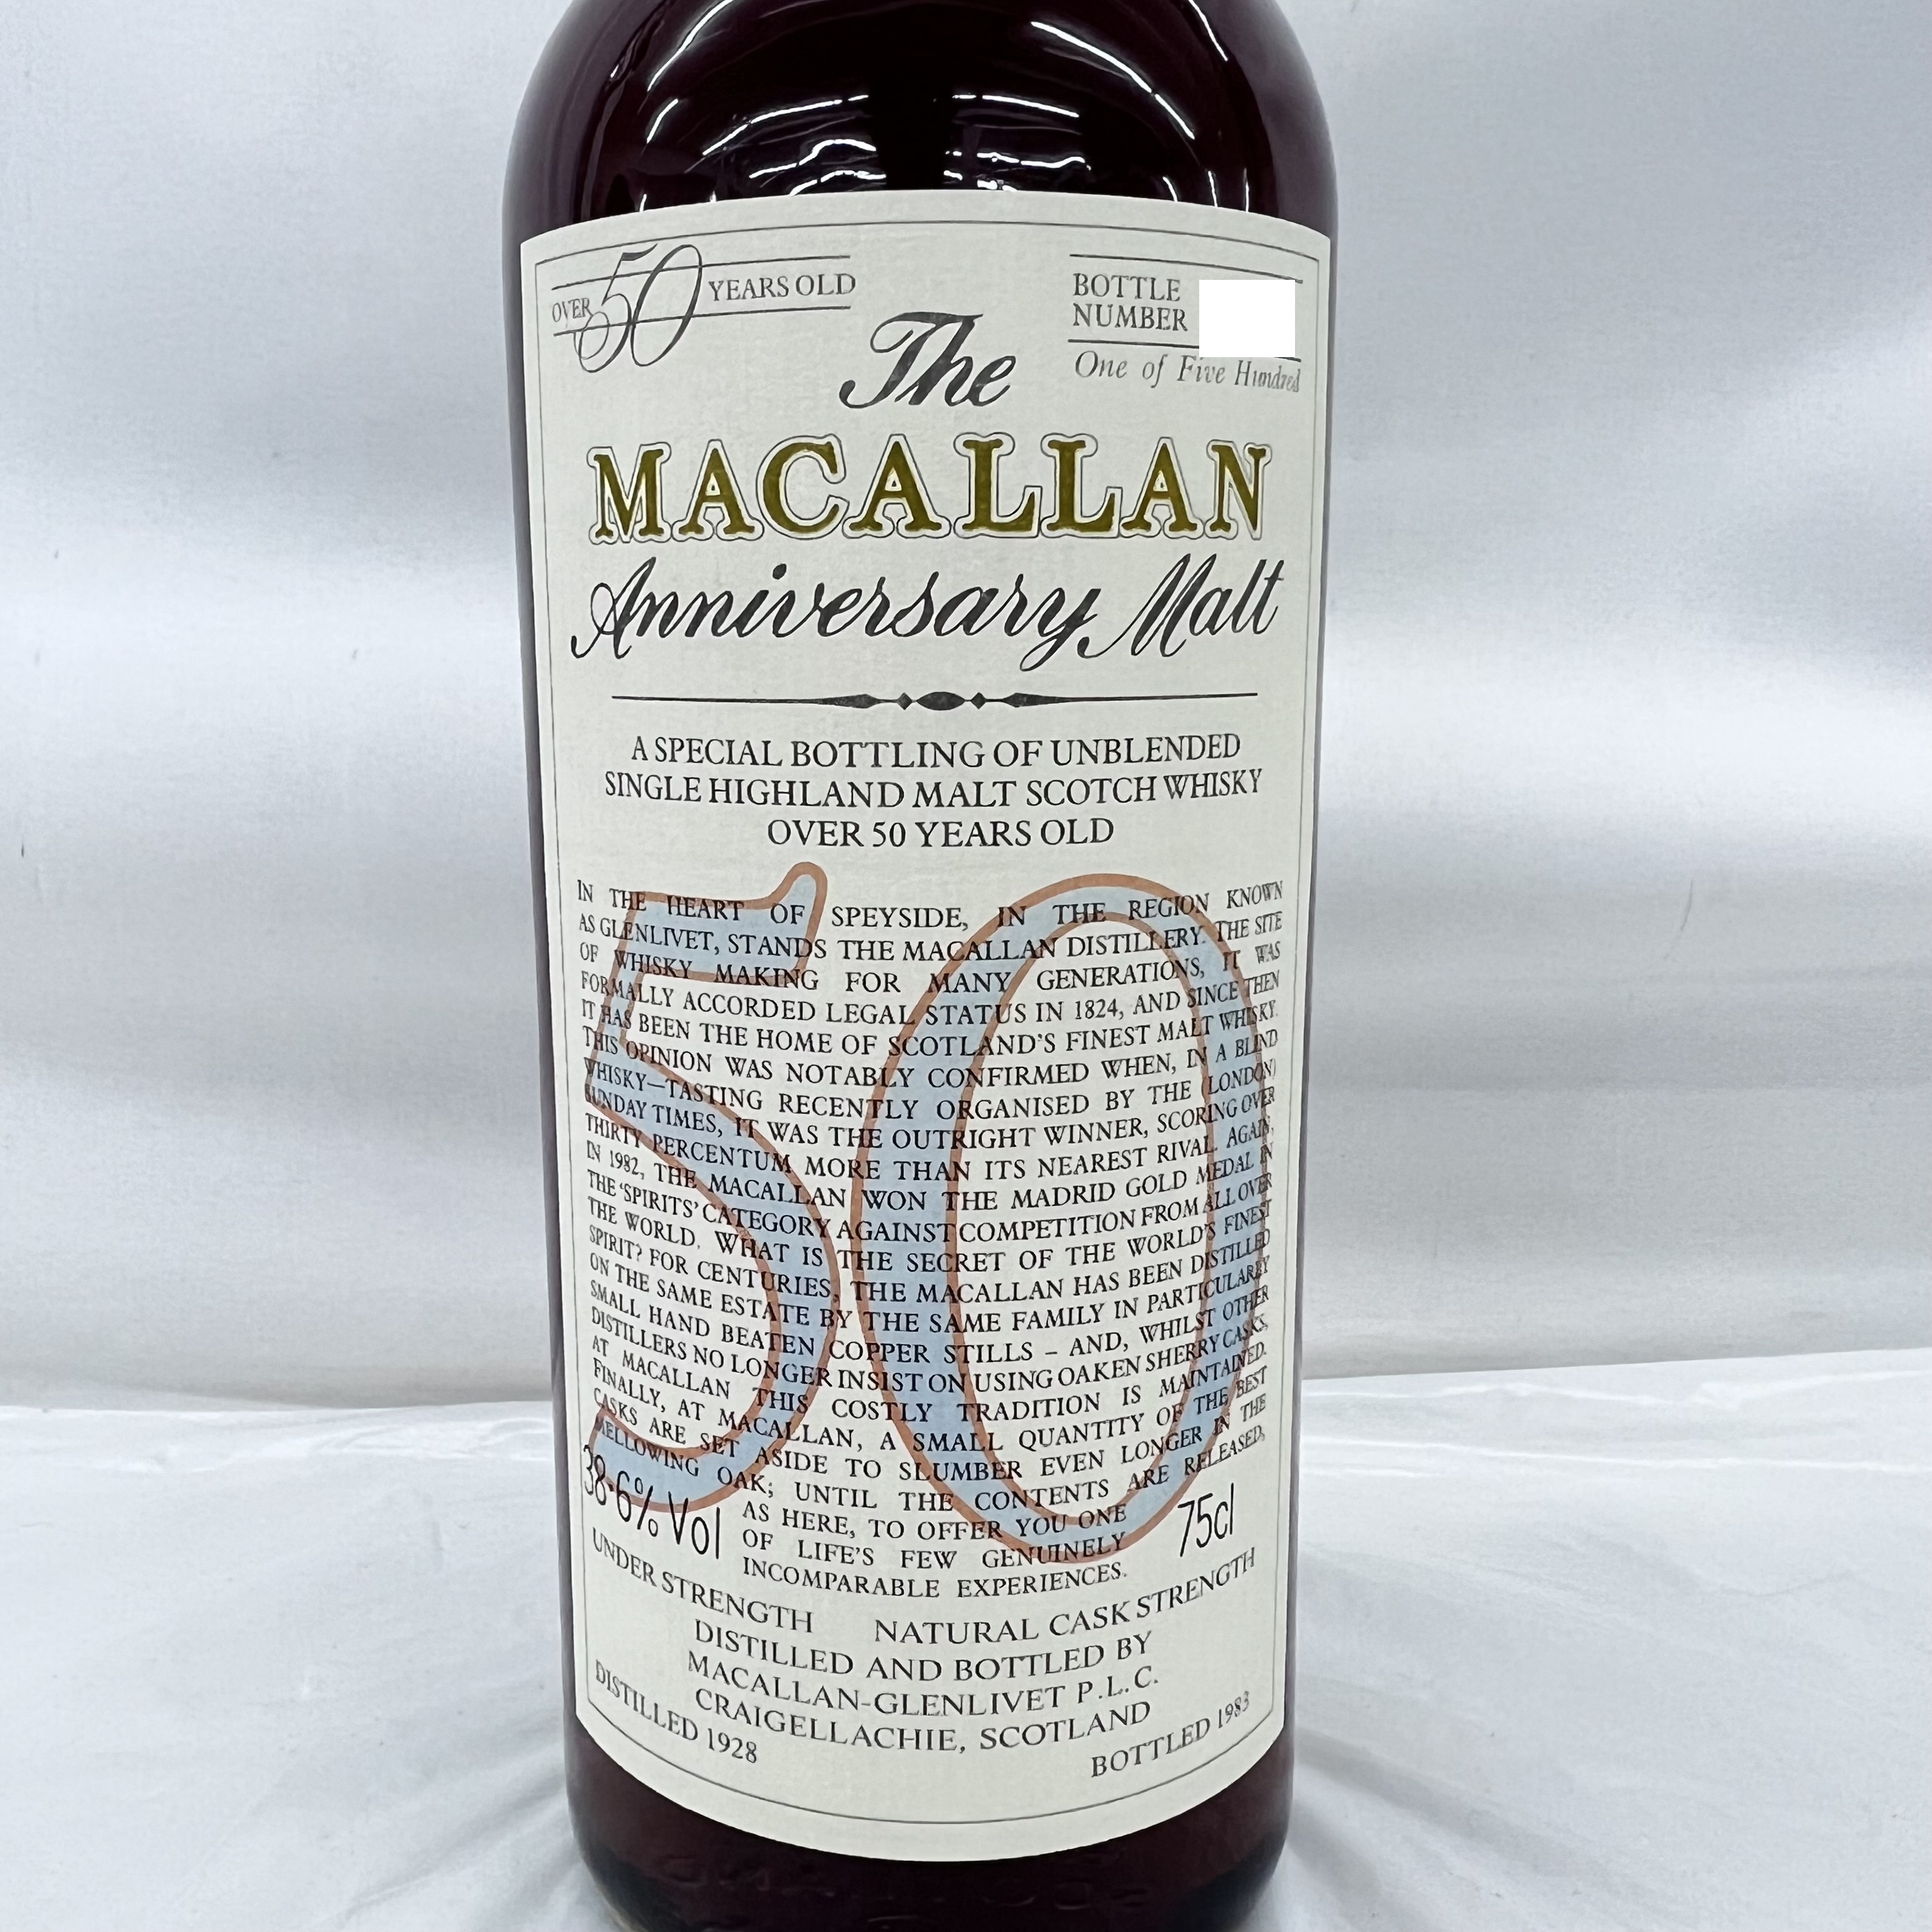 OVER 50 YEARS OLD
BOTTLE
NUMBER
One of Five Hundred
The
MACALLAN
Anniversary Malt
A SPECIAL BOTTLING OF UNBLENDED
SINGLE HIGHLAND MALT SCOTCH WHISKY
OVER 50 YEARS OLD
50
IN THE HEART OF SPEYSIDE, IN THE REGION KNOWN
AS GLENLIVET, STANDS THE MACALLAN DISTILLERY. THE SITE
OF WHISKY MAKING FOR MANY GENERATIONS, IT WAS
FORMALLY ACCORDED LEGAL STATUS IN 1824, AND SINCE THEN
IT HAS BEEN THE HOME OF SCOTLAND'S FINEST MALT WHISKY.
THIS OPINION WAS NOTABLY CONFIRMED WHEN, IN A BLIND
WHISKY—TASTING RECENTLY ORGANISED BY THE (LONDON)
SUNDAY TIMES, IT WAS THE OUTRIGHT WINNER, SCORING OVER
THIRTY PERCENTUM MORE THAN ITS NEAREST RIVAL. AGAIN,
IN 1982, THE MACALLAN WON THE MADRID GOLD MEDAL IN
THE 'SPIRITS' CATEGORY AGAINST COMPETITION FROM ALL OVER
THE WORLD. WHAT IS THE SECRET OF THE WORLD'S FINEST
SPIRIT? FOR CENTURIES, THE MACALLAN HAS BEEN DISTILLED
ON THE SAME ESTATE BY THE SAME FAMILY IN PARTICULARLY
SMALL HAND BEATEN COPPER STILLS – AND, WHILST OTHER
DISTILLERS NO LONGER INSIST ON USING OAKEN SHERRY CASKS,
AT MACALLAN THIS COSTLY TRADITION IS MAINTAINED.
FINALLY, AT MACALLAN, A SMALL QUANTITY OF THE BEST
CASKS ARE SET ASIDE TO SLUMBER EVEN LONGER IN THE
MELLOWING OAK; UNTIL THE CONTENTS ARE RELEASED,
AS HERE, TO OFFER YOU ONE
OF LIFE'S FEW GENUINELY
INCOMPARABLE EXPERIENCES.
38·6% Vol
75cl
UNDER STRENGTH NATURAL CASK STRENGTH
DISTILLED AND BOTTLED BY
MACALLAN-GLENLIVET P.L.C.
CRAIGELLACHIE, SCOTLAND
DISTILLED 1928
BOTTLED 1983